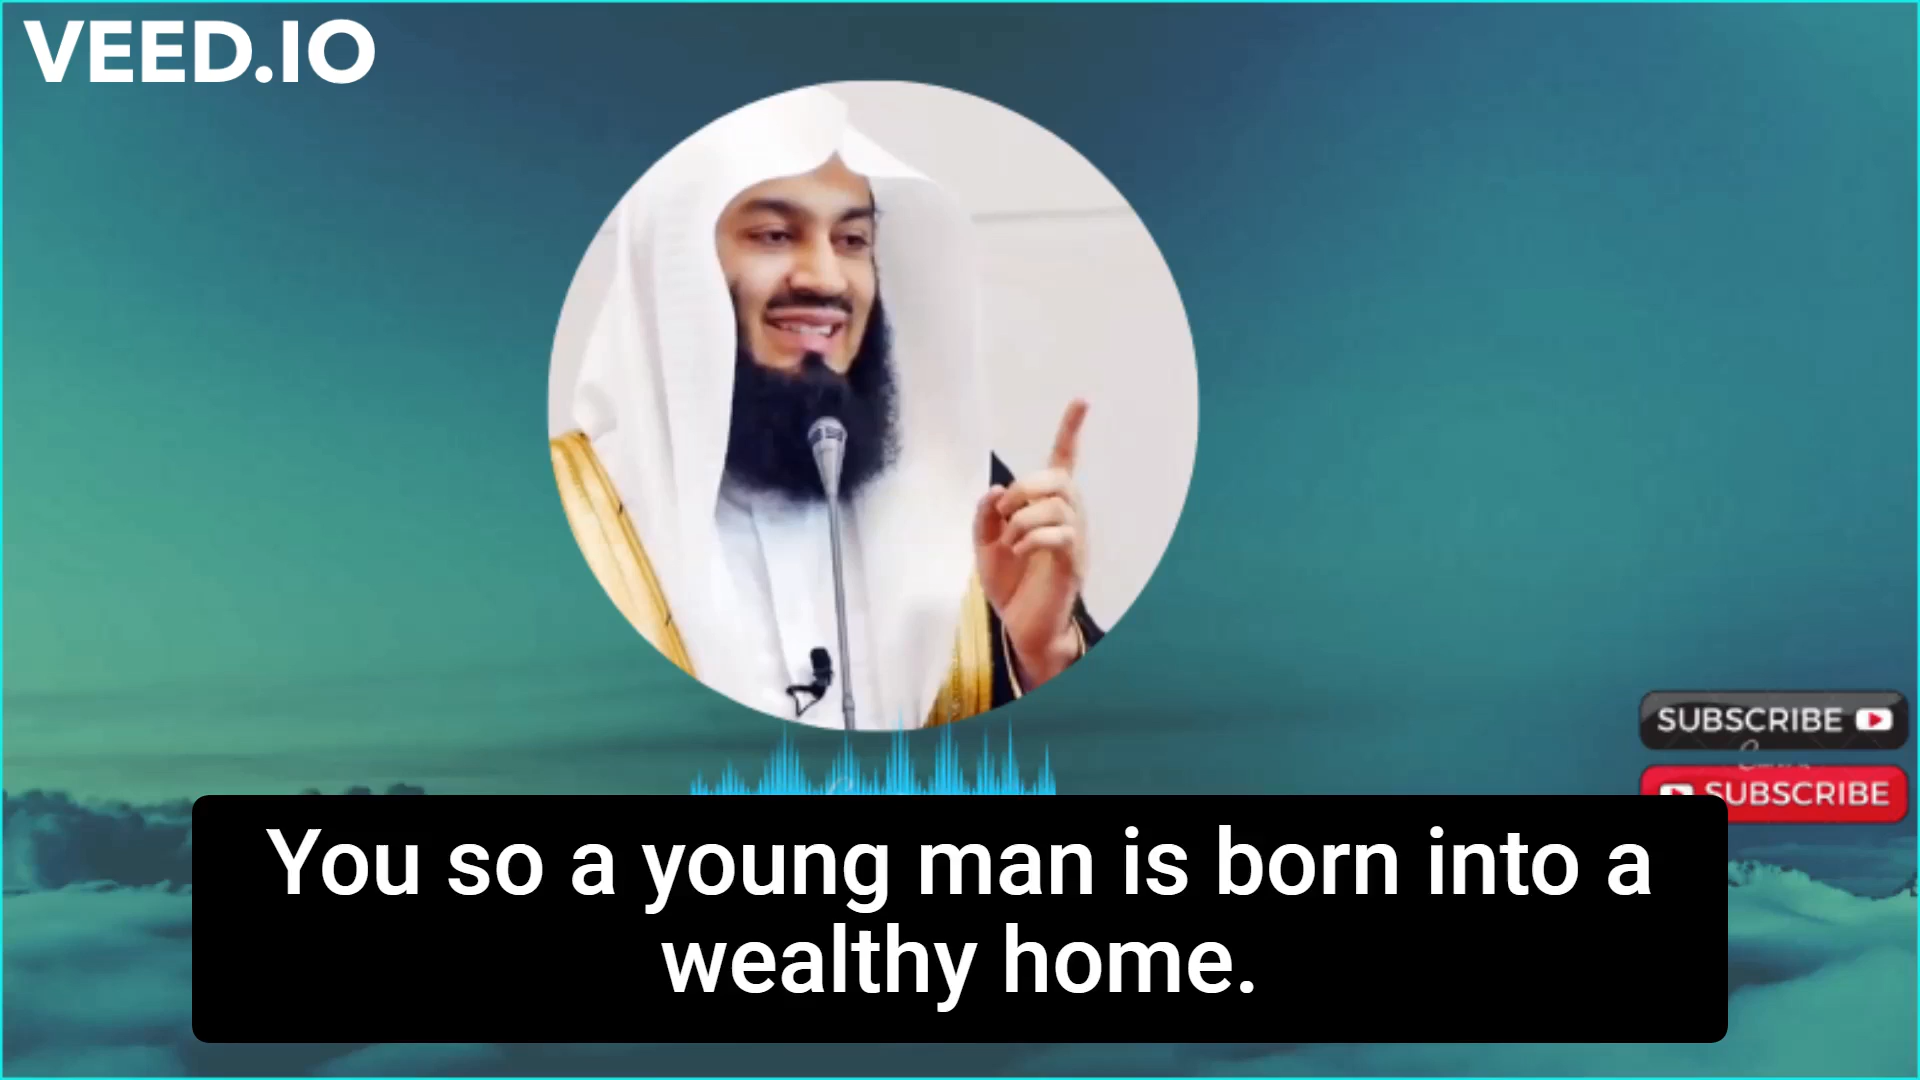 VEED.IO
SUBSCRIBE
SUBSCRIBE
You so a young man is born into a
wealthy home.